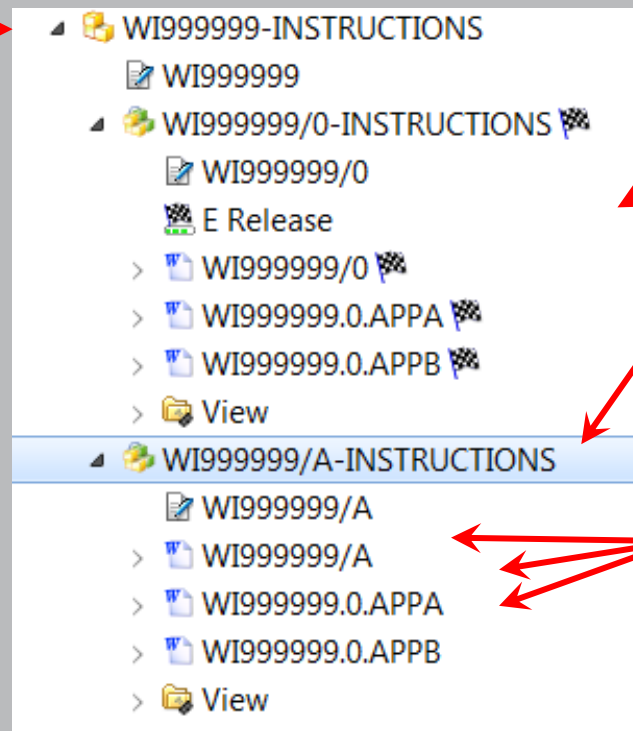 WI999999-INSTRUCTIONS
WI999999
WI999999/0-INSTRUCTIONS
WI999999/0
E Release
WI999999/0
WI999999.0.APPA
WI999999.0.APPB
View
WI999999/A-INSTRUCTIONS
WI999999/A
WI999999/A
WI999999.0.APPA
WI999999.0.APPB
View